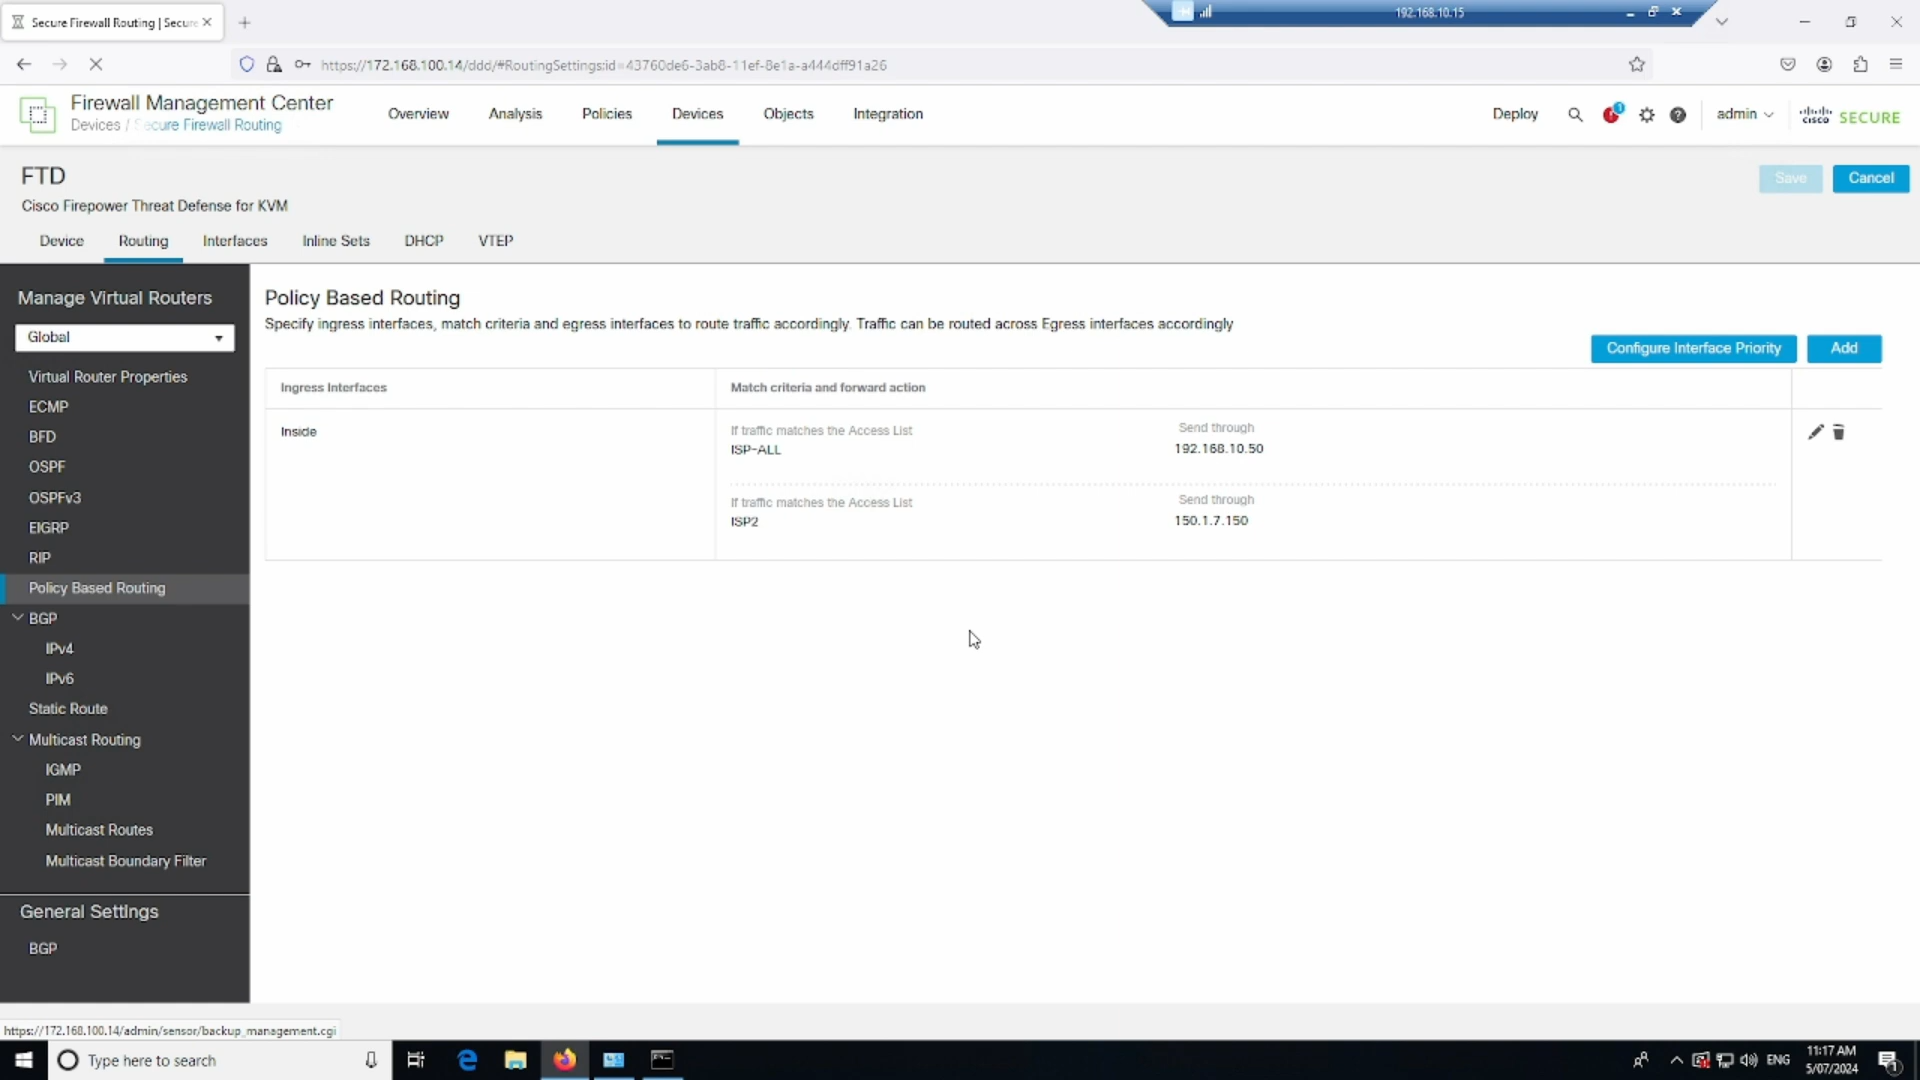 Secure Firewall Routing | Secure
192.168.10.15
https://172.168.100.14/ddd/#RoutingSettings:id=43760de6-3ab8-11ef-8e1a-a444dff91a26
Firewall Management Center
Devices / Secure Firewall Routing
Overview
Analysis
Policies
Devices
Objects
Integration
Deploy
1
admin
cisco SECURE
FTD
Save
Cancel
Cisco Firepower Threat Defense for KVM
Device
Routing
Interfaces
Inline Sets
DHCP
VTEP
Manage Virtual Routers
Global
Virtual Router Properties
ECMP
BFD
OSPF
OSPFv3
EIGRP
RIP
Policy Based Routing
BGP
IPv4
IPv6
Static Route
Multicast Routing
IGMP
PIM
Multicast Routes
Multicast Boundary Filter
General Settings
BGP
Policy Based Routing
Specify ingress interfaces, match criteria and egress interfaces to route traffic accordingly. Traffic can be routed across Egress interfaces accordingly
Configure Interface Priority
Add
Ingress Interfaces
Match criteria and forward action
Inside
If traffic matches the Access List
Send through
ISP-ALL
192.168.10.50
If traffic matches the Access List
Send through
ISP2
150.1.7.150
https://172.168.100.14/admin/sensor/backup_management.cgi
Type here to search
ENG
11:17 AM
5/07/2024
1